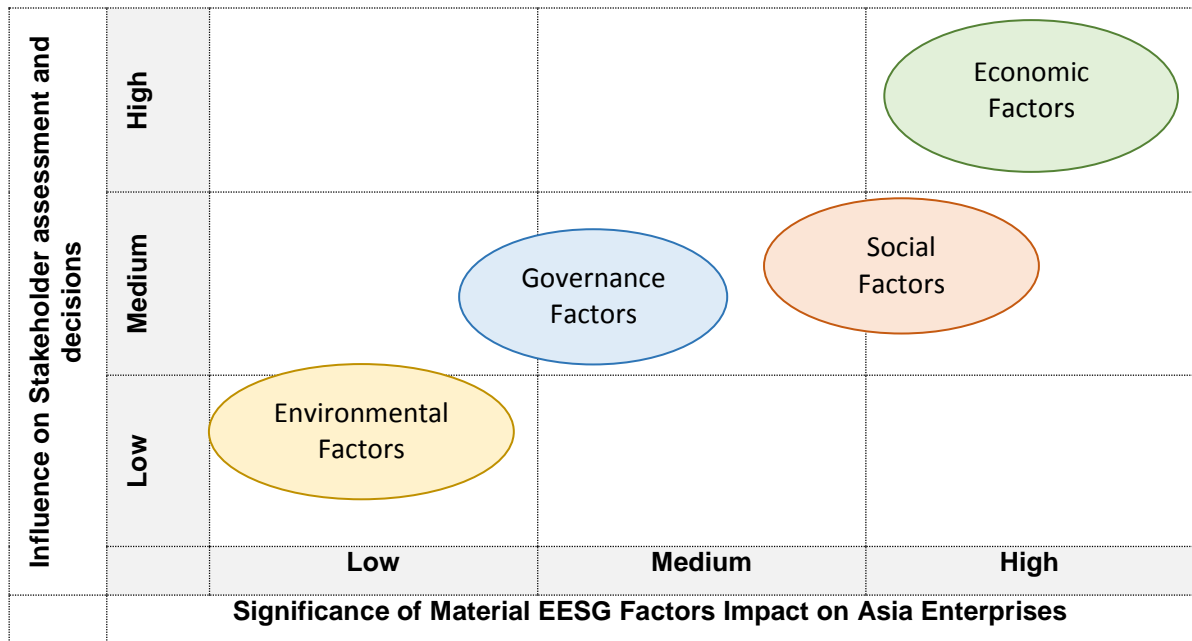 Influence on Stakeholder assessment and
decisions
High
Economic
Factors
Medium
Social
Factors
Governance
Factors
Low
Environmental
Factors
Low Medium High
Significance of Material EESG Factors Impact on Asia Enterprises